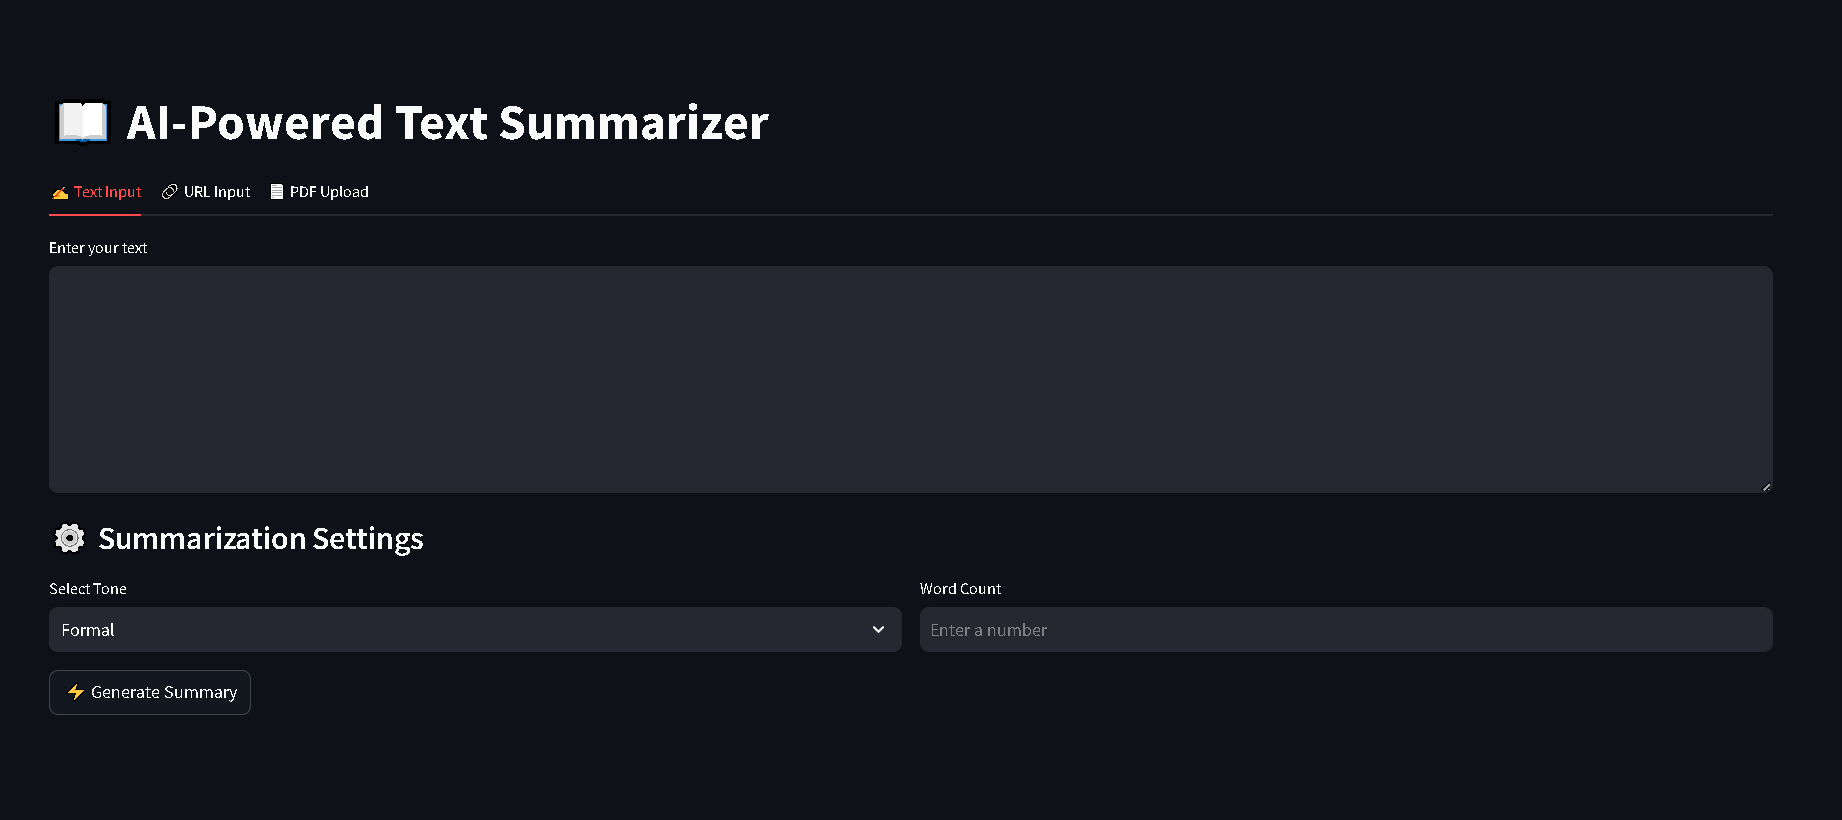 📖 AI-Powered Text Summarizer
✍️ Text Input 🔗 URL Input 📄 PDF Upload
Enter your text
⚙️ Summarization Settings
Select Tone
Formal
Word Count
Enter a number
⚡ Generate Summary